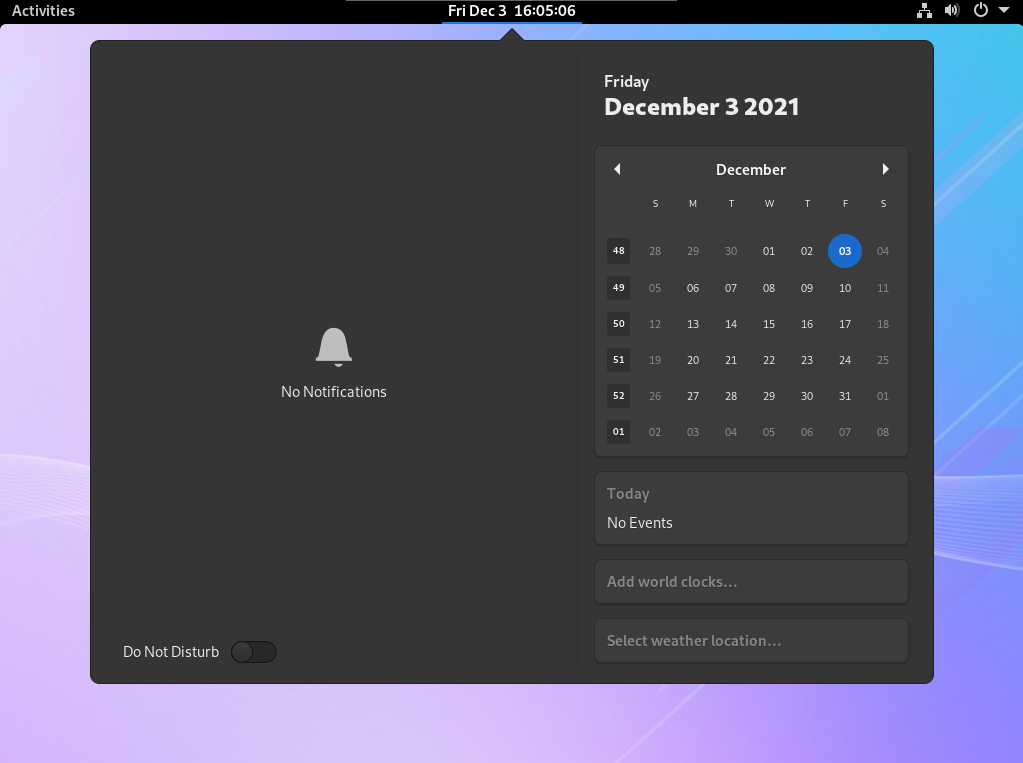 Activities
Fri Dec 3 16:05:06
No Notifications
Do Not Disturb
Friday
December 3 2021
December
S M T W T F S
48 28 29 30 01 02 03 04
49 05 06 07 08 09 10 11
50 12 13 14 15 16 17 18
51 19 20 21 22 23 24 25
52 26 27 28 29 30 31 01
01 02 03 04 05 06 07 08
Today
No Events
Add world clocks…
Select weather location…